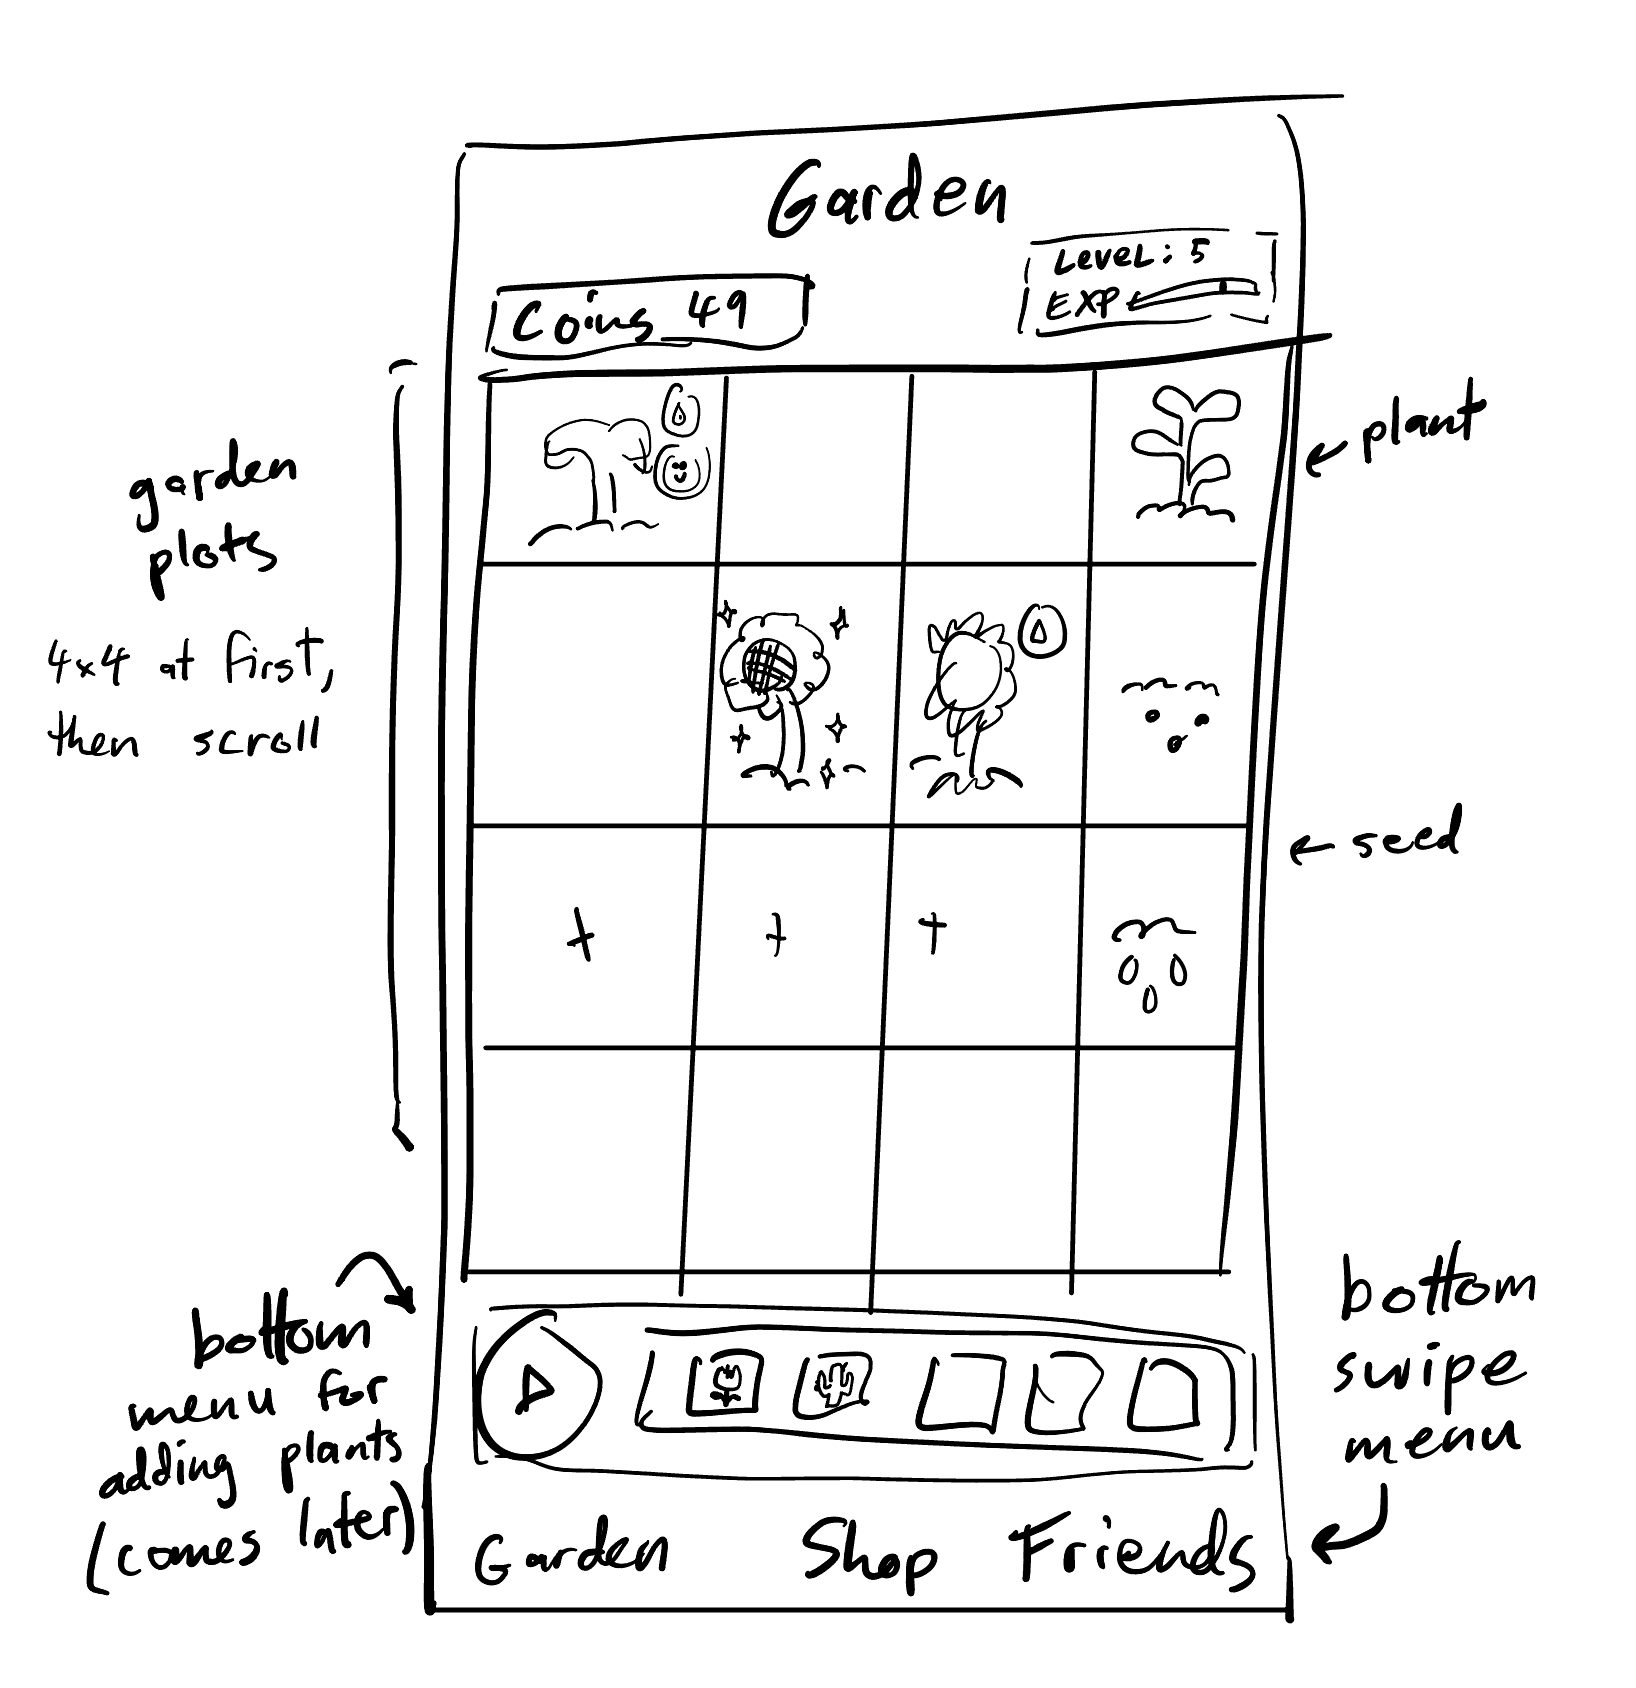 Garden
Level: 5
EXP
Coins 49
garden
plots
4x4 at first,
then scroll
← plant
← seed
+ + +
bottom
menu for
adding plants
(comes later)
bottom
swipe
menu
Garden Shop Friends